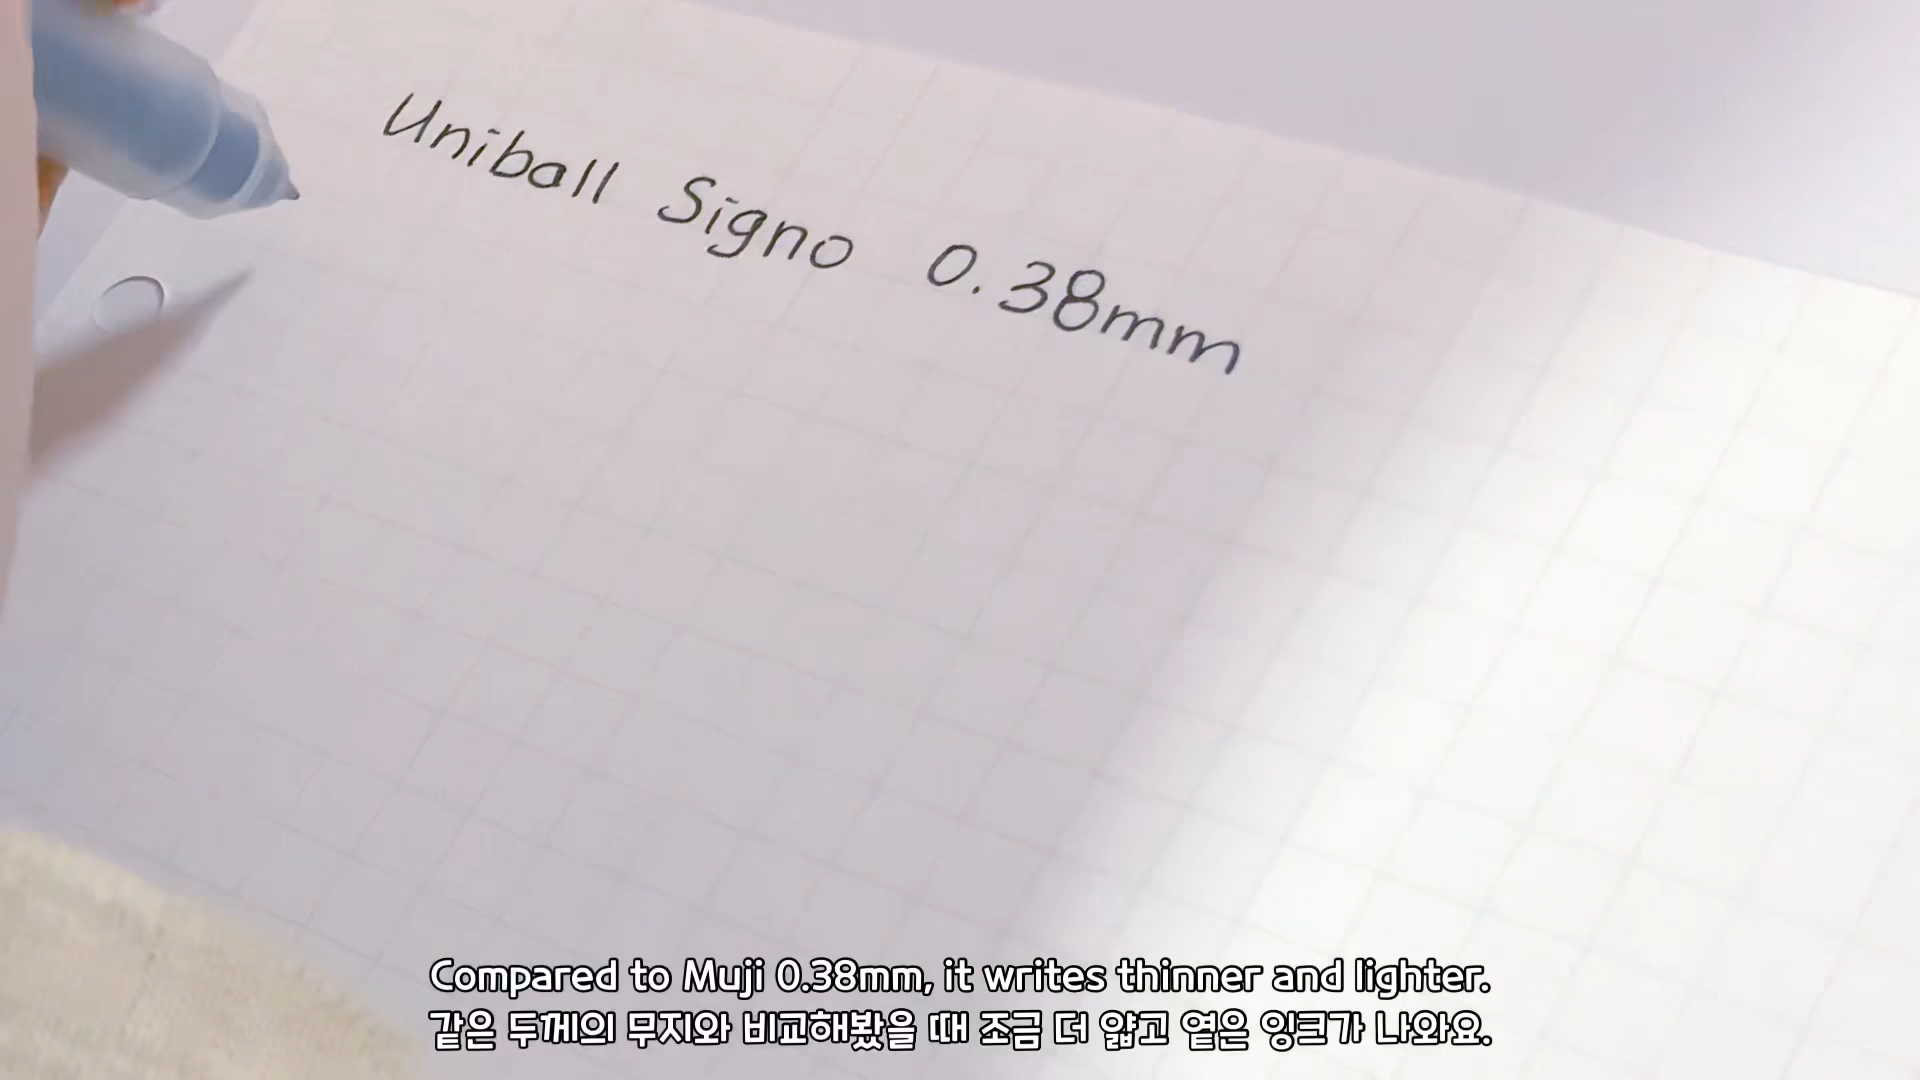 Uniball Signo 0.38mm
Compared to Muji 0.38mm, it writes thinner and lighter.
같은 두께의 무지와 비교해봤을 때 조금 더 얇고 옅은 잉크가 나와요.